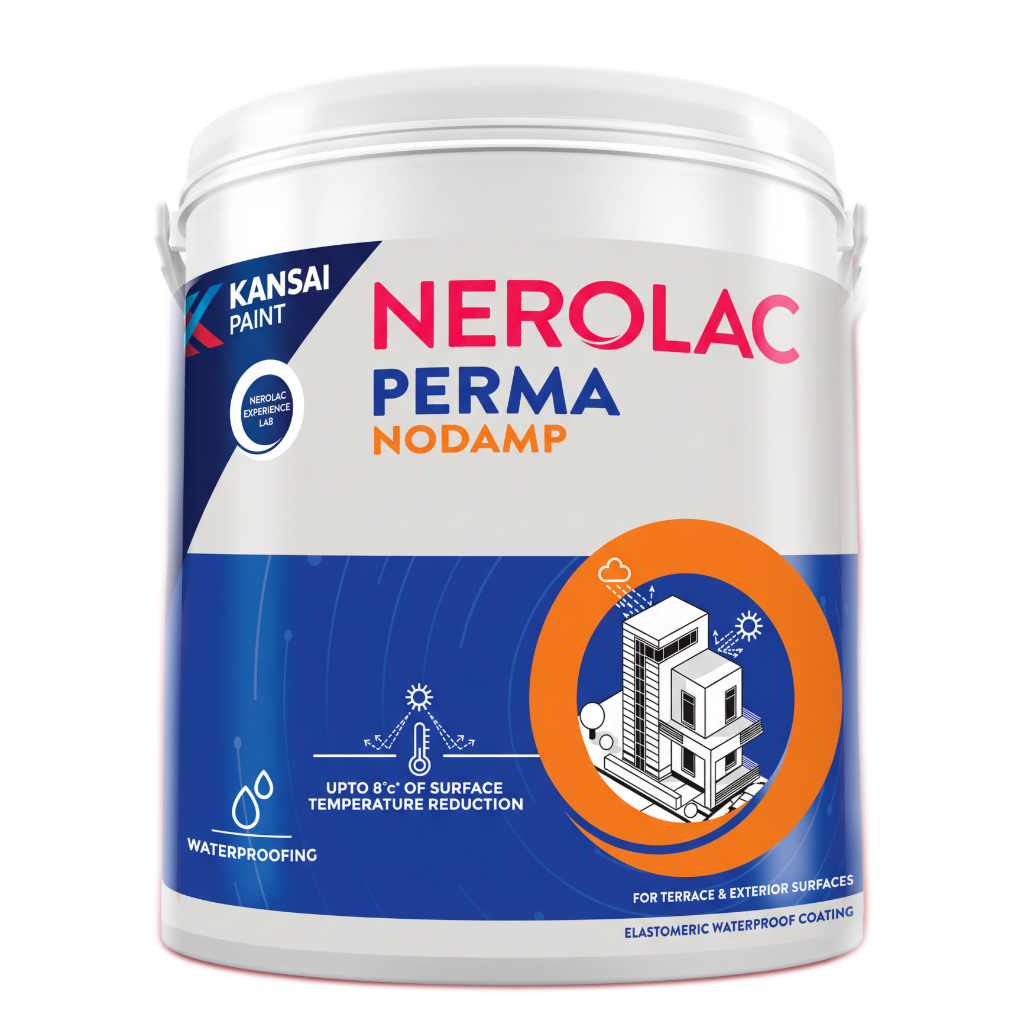 KANSAI
PAINT
NEROLAC
EXPERIENCE
LAB
NEROLAC
PERMA
NODAMP
UPTO 8°c* OF SURFACE
TEMPERATURE REDUCTION
WATERPROOFING
FOR TERRACE & EXTERIOR SURFACES
ELASTOMERIC WATERPROOF COATING